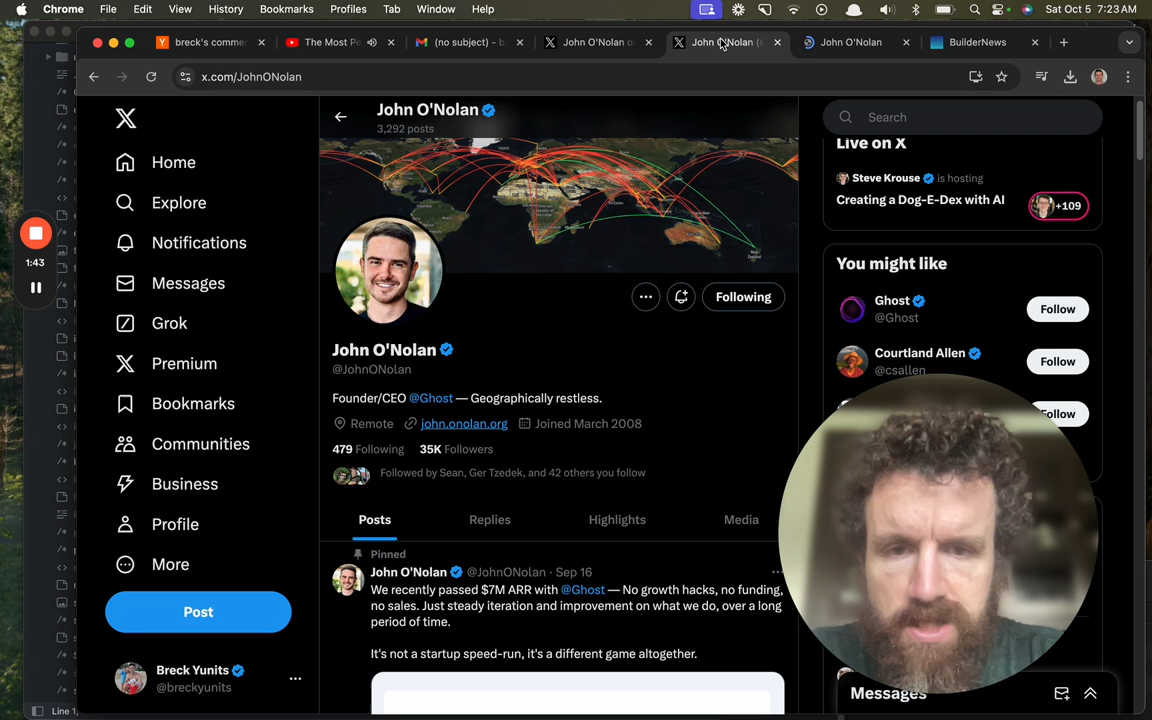 Chrome File Edit View History Bookmarks Profiles Tab Window Help Sat Oct 5 7:23 AM
breck's comme
The Most Pe
(no subject) - b
John O'Nolan o
John O'Nolan (
John O'Nolan
BuilderNews
x.com/JohnONolan
1:43
Home
Explore
Notifications
Messages
Grok
Premium
Bookmarks
Communities
Business
Profile
More
Post
Breck Yunits
@breckyunits
Line 1,
John O'Nolan
3,292 posts
Following
John O'Nolan
@JohnONolan
Founder/CEO @Ghost — Geographically restless.
Remote john.onolan.org Joined March 2008
479 Following 35K Followers
Followed by Sean, Ger Tzedek, and 42 others you follow
Posts Replies Highlights Media
Pinned
John O'Nolan @JohnONolan · Sep 16
We recently passed $7M ARR with @Ghost — No growth hacks, no funding,
no sales. Just steady iteration and improvement on what we do, over a long
period of time.
It's not a startup speed-run, it's a different game altogether.
Search
Live on X
Steve Krouse is hosting
Creating a Dog-E-Dex with AI
+109
You might like
Ghost
@Ghost
Follow
Courtland Allen
@csallen
Follow
Follow
Messages